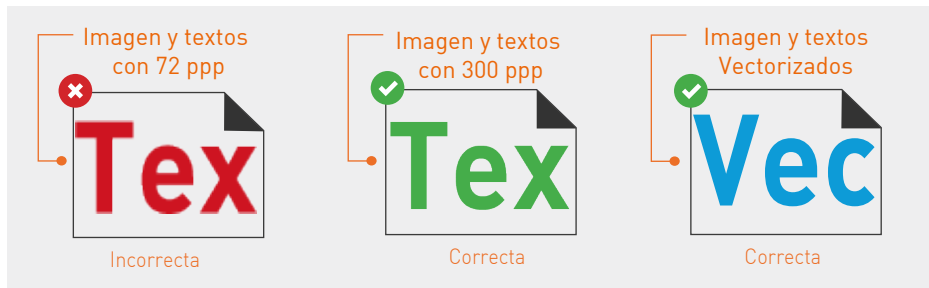 Imagen y textos
con 72 ppp
Tex
Incorrecta
Imagen y textos
con 300 ppp
Tex
Correcta
Imagen y textos
Vectorizados
Vec
Correcta